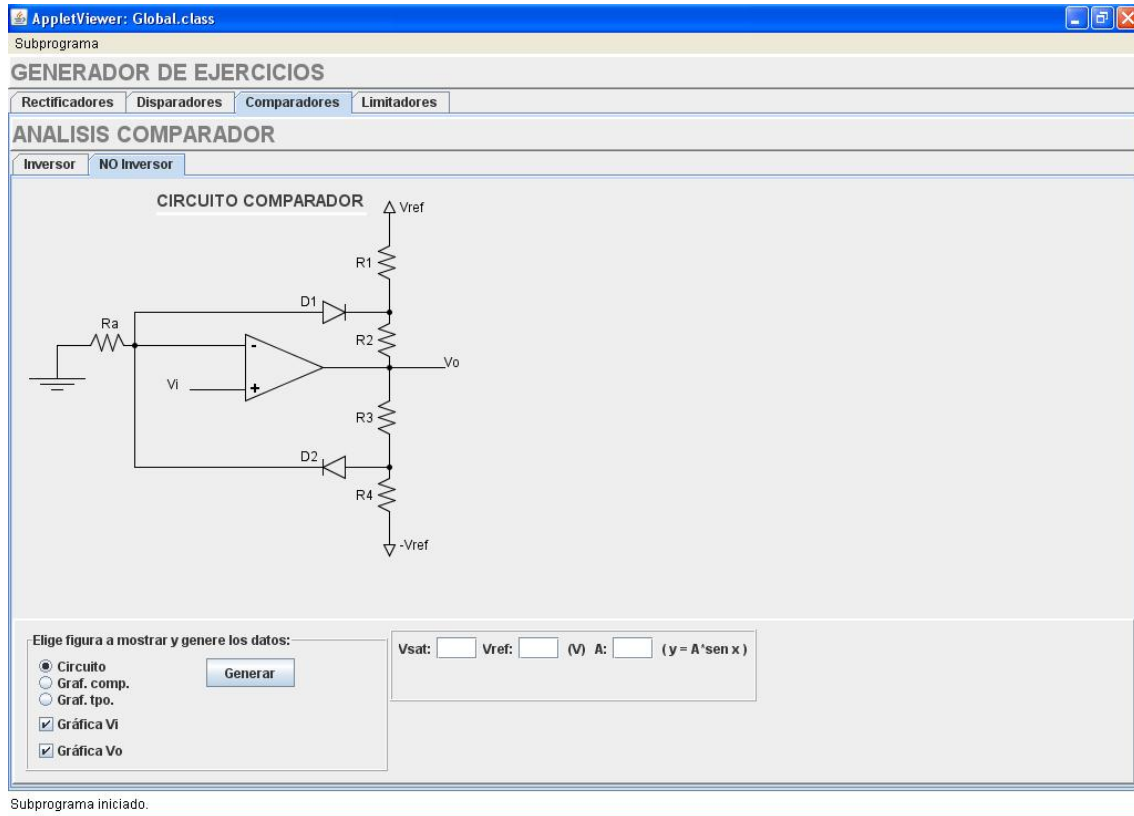 AppletViewer: Global.class
Subprograma
GENERADOR DE EJERCICIOS
Rectificadores Disparadores Comparadores Limitadores
ANALISIS COMPARADOR
Inversor NO Inversor
CIRCUITO COMPARADOR
Vref
R1
D1
Ra
R2
-
Vo
Vi
+
R3
D2
R4
-Vref
Elige figura a mostrar y genere los datos:
Circuito
Graf. comp.
Graf. tpo.
Gráfica Vi
Gráfica Vo
Generar
Vsat: Vref: (V) A: ( y = A*sen x )
Subprograma iniciado.